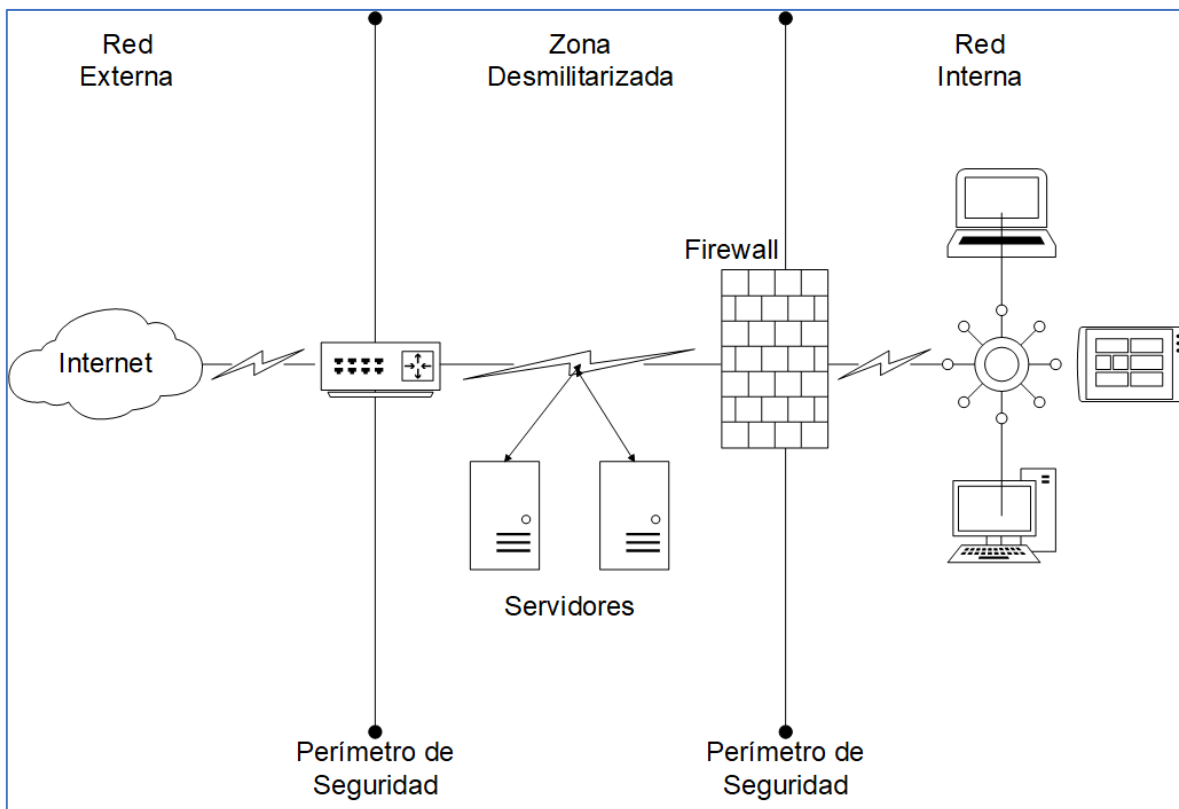 Red
Externa
Zona
Desmilitarizada
Red
Interna
Firewall
Internet
Servidores
Perímetro de
Seguridad
Perímetro de
Seguridad